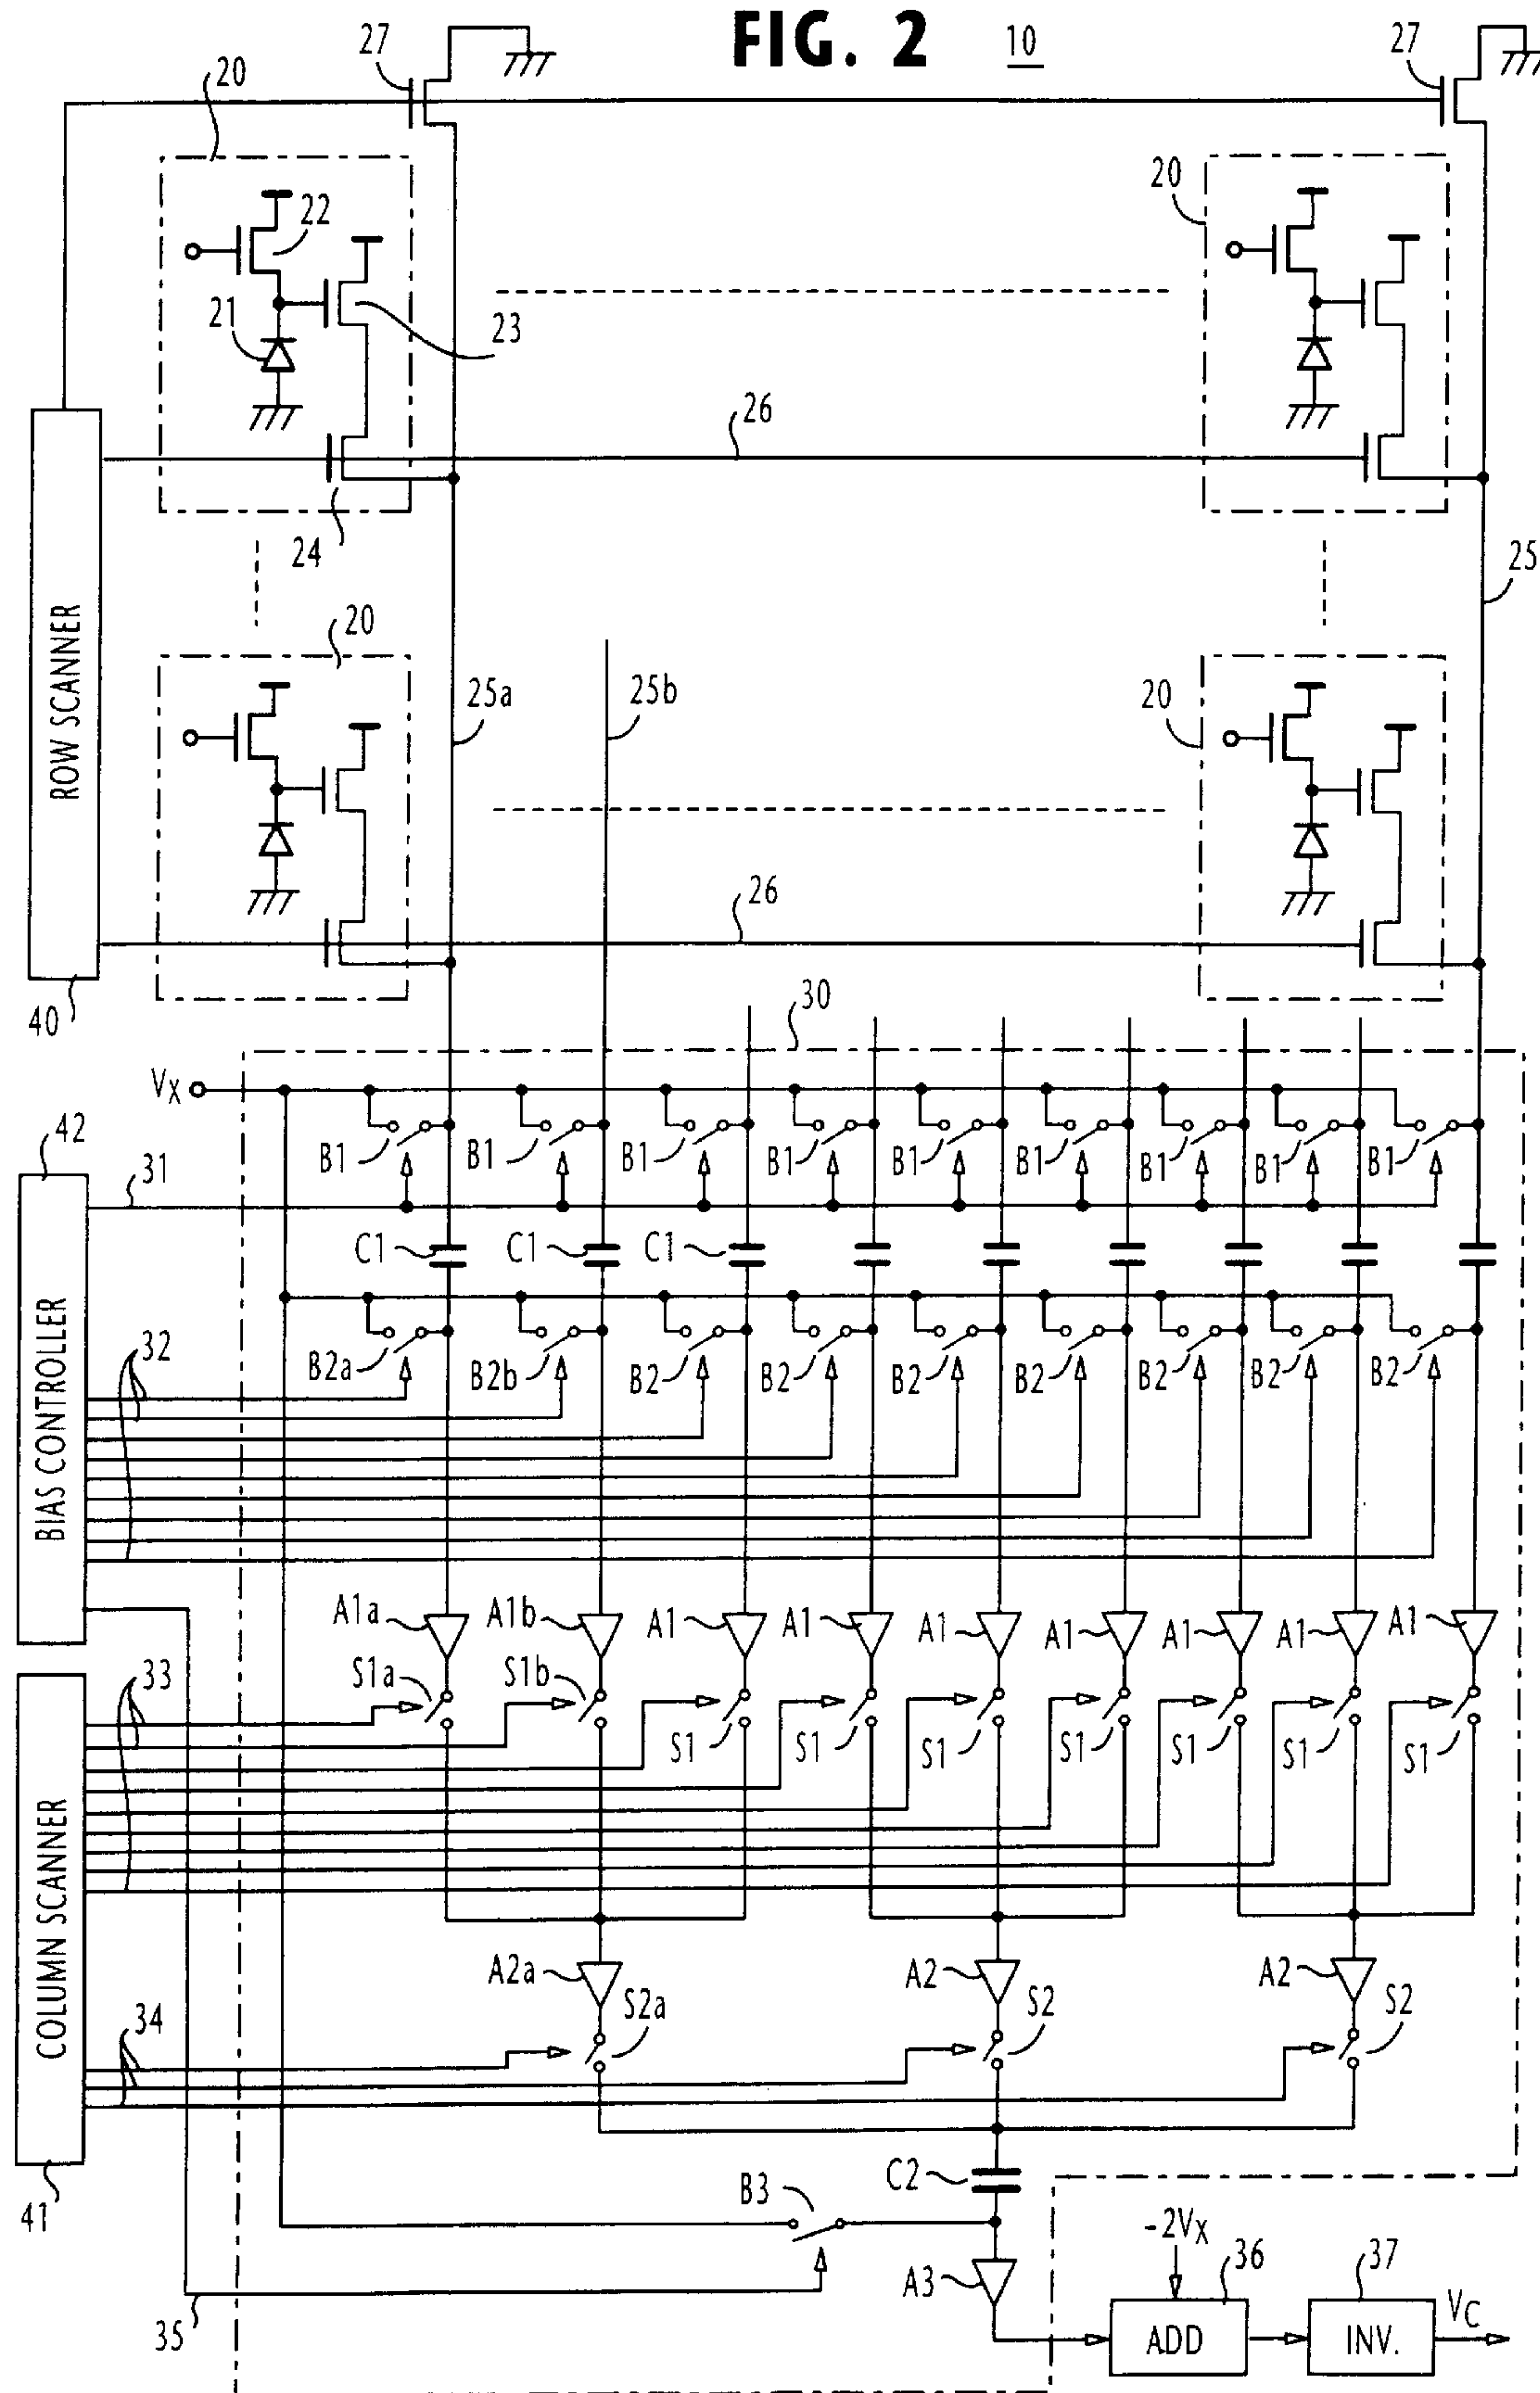 FIG. 2
10
27
27
20
20
22
21
23
26
24
25
ROW SCANNER
20
25a
25b
20
26
40
30
VX
42
B1 B1 B1 B1 B1 B1 B1 B1 B1
31
C1 C1 C1
BIAS CONTROLLER
32
B2a B2b B2 B2 B2 B2 B2 B2 B2
A1a A1b A1 A1 A1 A1 A1 A1 A1
33
S1a S1b S1 S1 S1 S1 S1 S1 S1
COLUMN SCANNER
A2a A2 A2
34
S2a S2 S2
41
C2
B3
-2VX
36
37
A3
35
ADD
INV.
VC